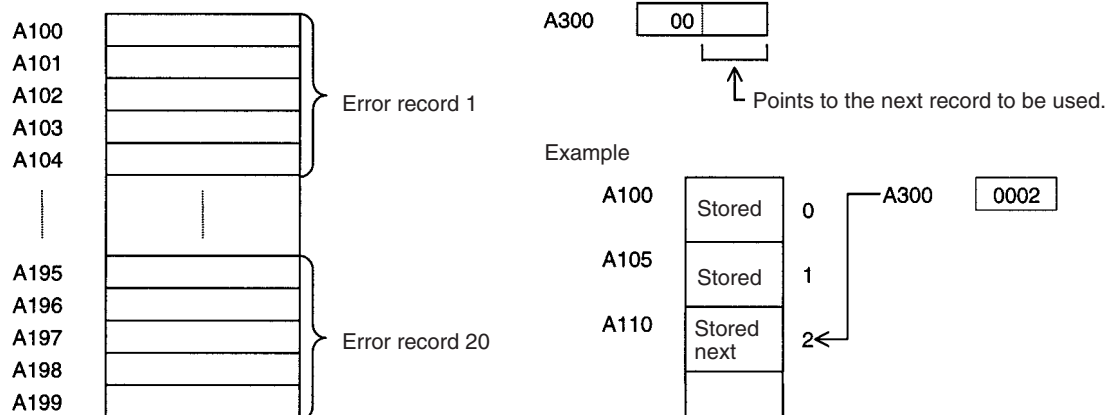 A100
A101
A102
A103
A104
Error record 1
A195
A196
A197
A198
A199
Error record 20
A300 00
Points to the next record to be used.
Example
A100 Stored 0 A300 0002
A105 Stored 1
A110 Stored next 2